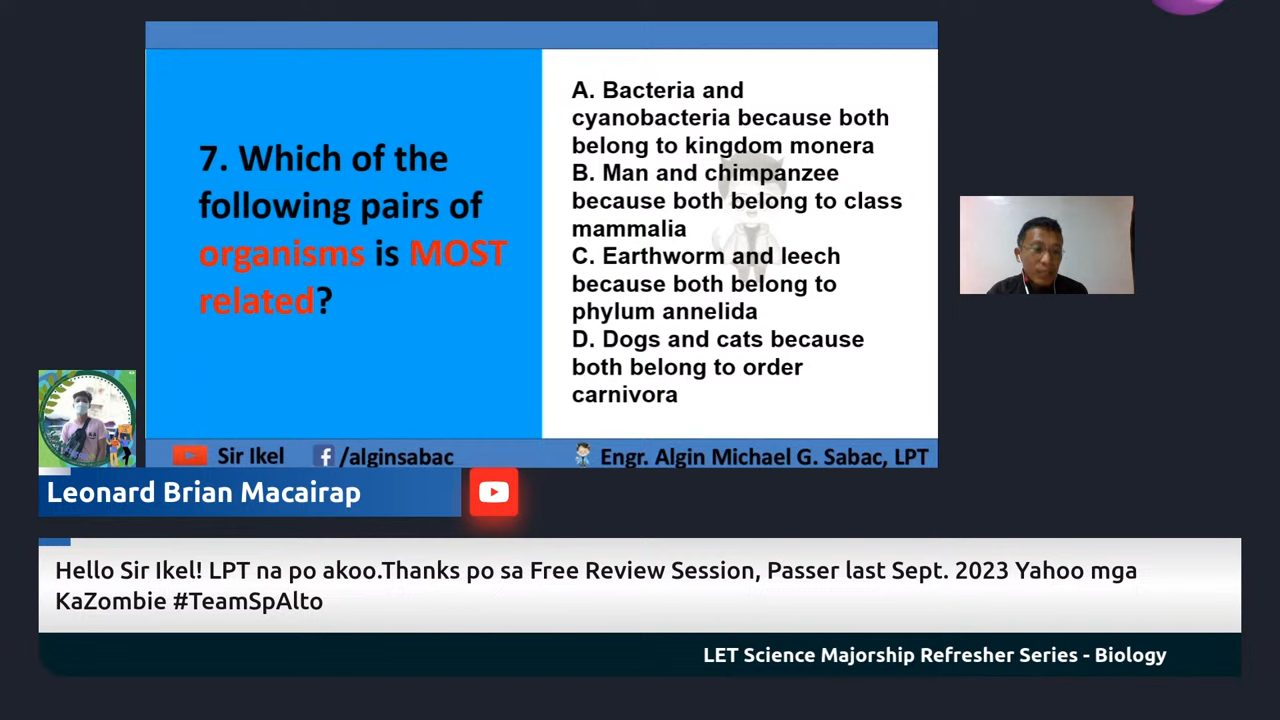 7. Which of the
following pairs of
organisms is MOST
related?
A. Bacteria and
cyanobacteria because both
belong to kingdom monera
B. Man and chimpanzee
because both belong to class
mammalia
C. Earthworm and leech
because both belong to
phylum annelida
D. Dogs and cats because
both belong to order
carnivora
Sir Ikel
f/alginsabac
Engr. Algin Michael G. Sabac, LPT
Leonard Brian Macairap
Hello Sir Ikel! LPT na po akoo.Thanks po sa Free Review Session, Passer last Sept. 2023 Yahoo mga
KaZombie #TeamSpAlto
LET Science Majorship Refresher Series - Biology